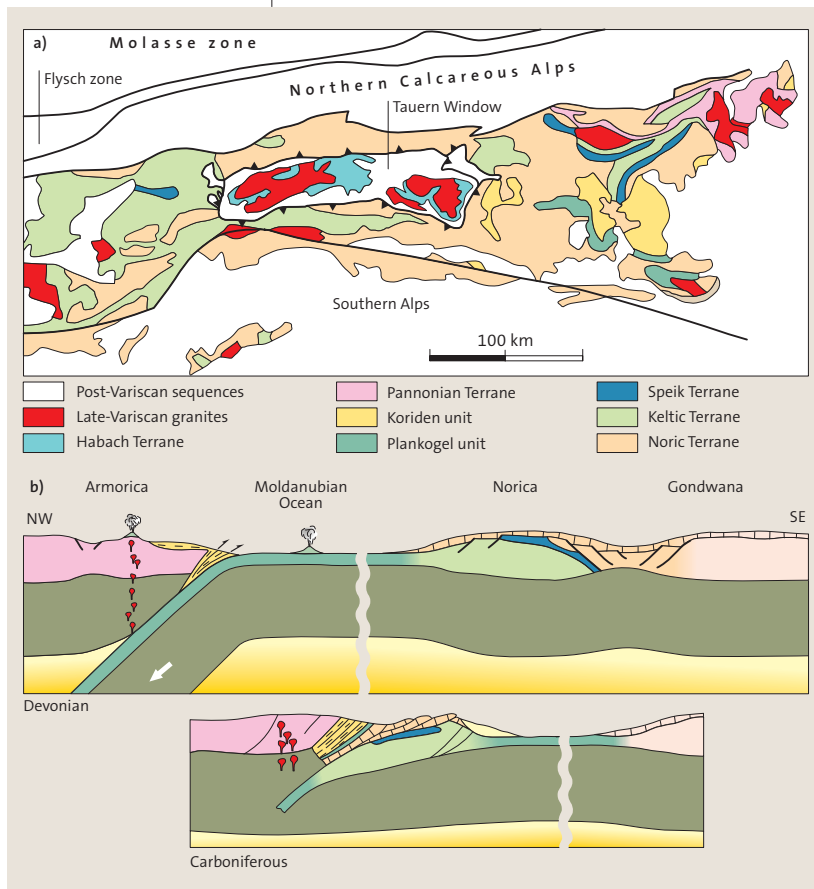 a)
Molasse zone
Flysch zone
Northern Calcareous Alps
Tauern Window
Southern Alps
100 km
Post-Variscan sequences
Late-Variscan granites
Habach Terrane
Pannonian Terrane
Koriden unit
Plankogel unit
Speik Terrane
Keltic Terrane
Noric Terrane
b)
Armorica
Moldanubian
Ocean
Norica
Gondwana
NW
SE
Devonian
Carboniferous